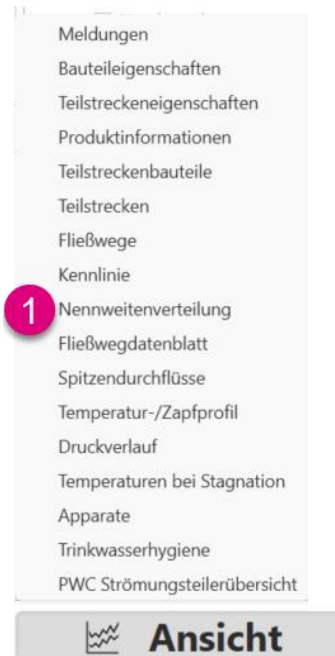 Meldungen
Bauteileigenschaften
Teilstreckeneigenschaften
Produktinformationen
Teilstreckenbauteile
Teilstrecken
Fließwege
Kennlinie
1 Nennweitenverteilung
Fließwegdatenblatt
Spitzendurchflüsse
Temperatur-/Zapfprofil
Druckverlauf
Temperaturen bei Stagnation
Apparate
Trinkwasserhygiene
PWC Strömungsteilerübersicht
Ansicht